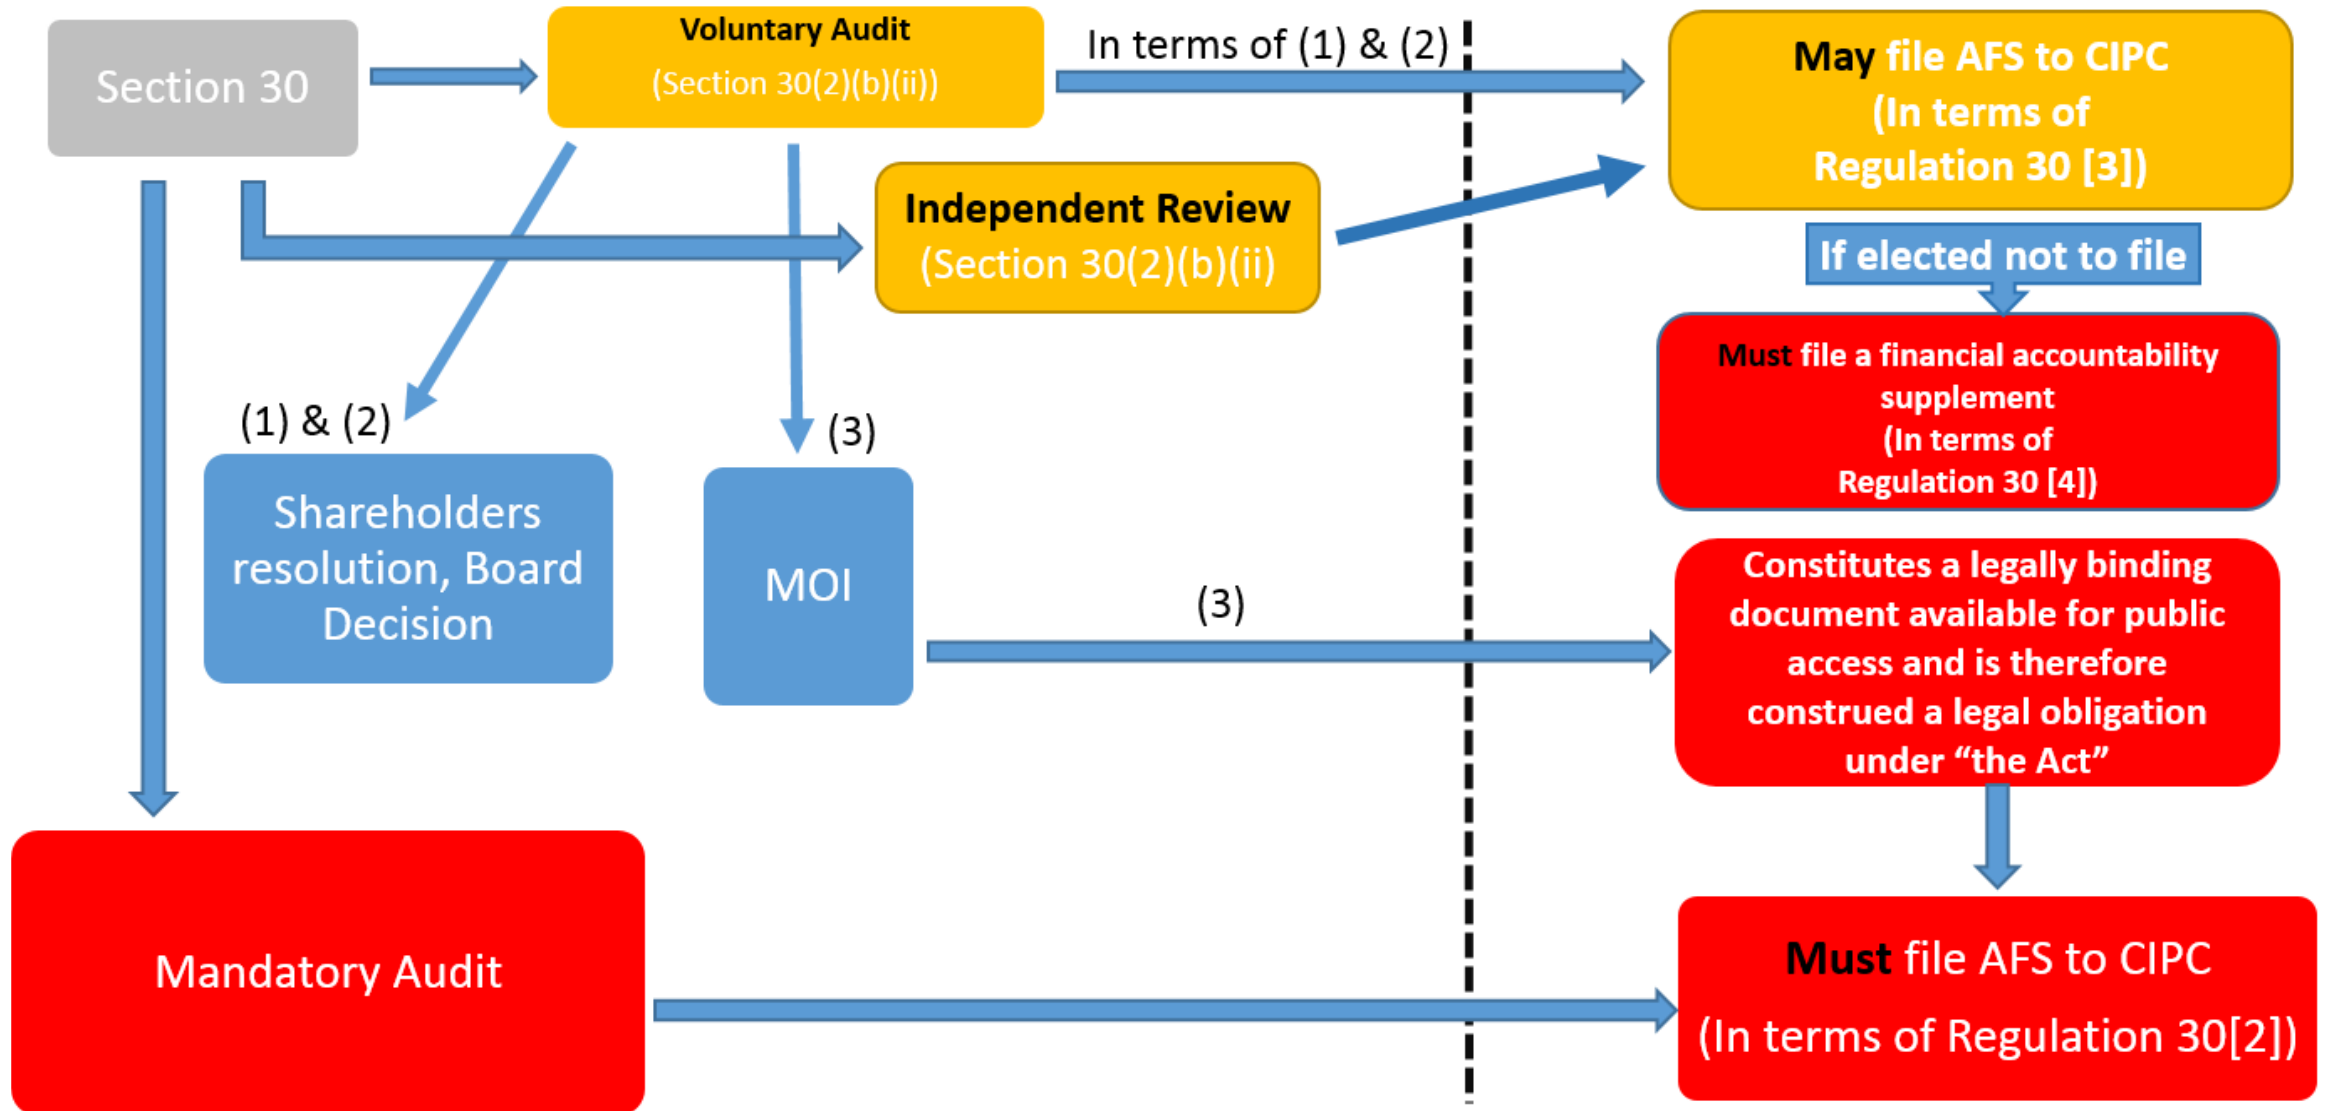 Section 30
Voluntary Audit
(Section 30(2)(b)(ii))
In terms of (1) & (2)
May file AFS to CIPC
(In terms of
Regulation 30 [3])
Independent Review
(Section 30(2)(b)(ii)
If elected not to file
Must file a financial accountability
supplement
(In terms of
Regulation 30 [4])
(1) & (2)
(3)
Shareholders
resolution, Board
Decision
MOI
(3)
Constitutes a legally binding
document available for public
access and is therefore
construed a legal obligation
under “the Act”
Mandatory Audit
Must file AFS to CIPC
(In terms of Regulation 30[2])